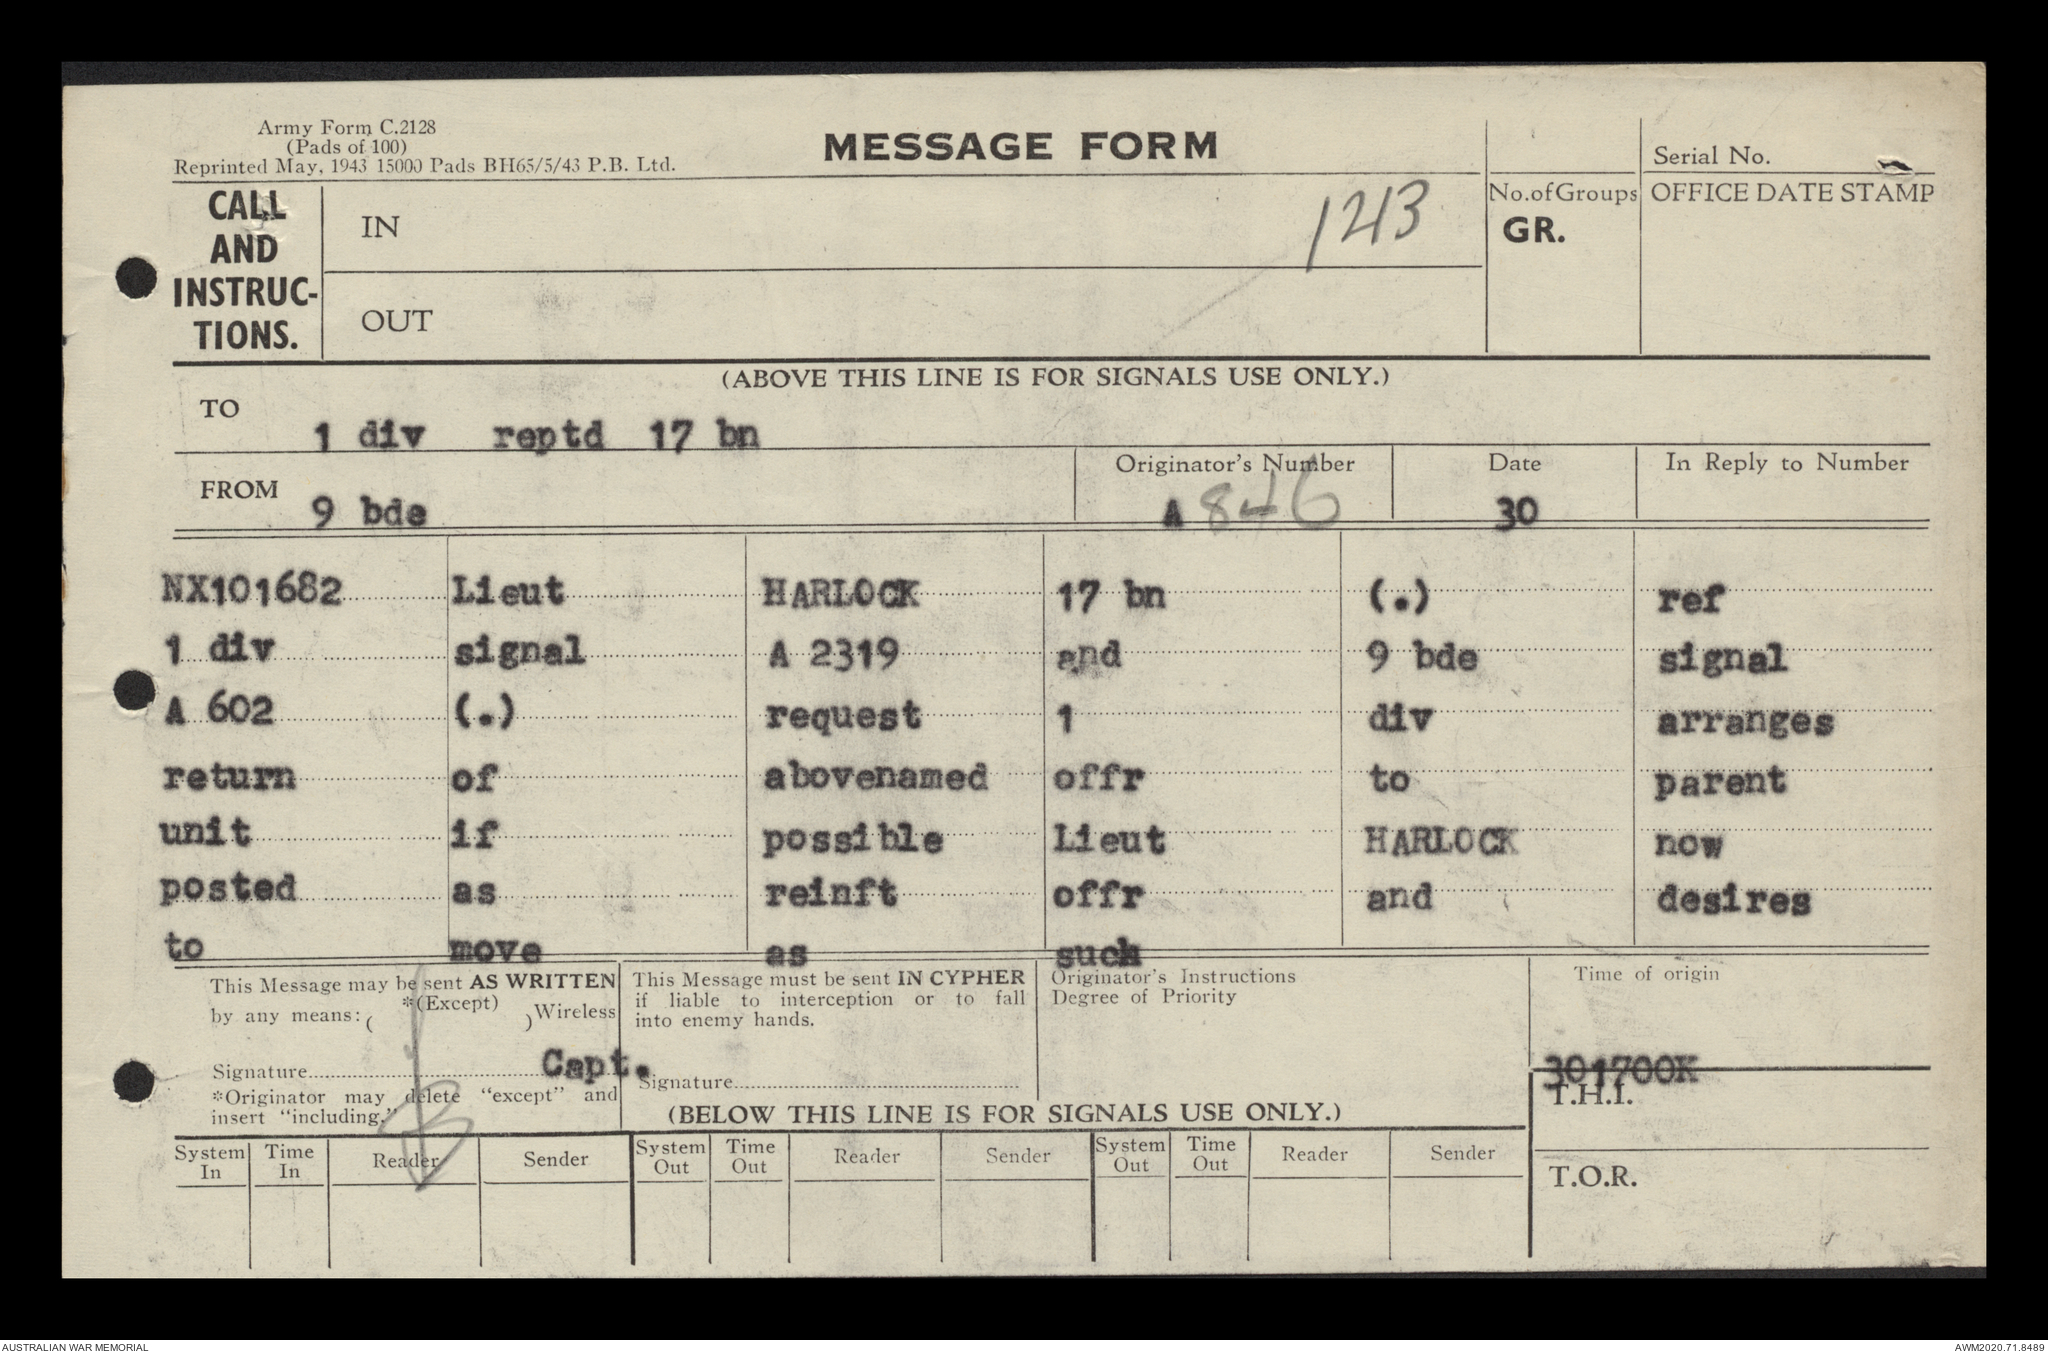 Army Form C.2128
(Pads of 100)
Reprinted May, 1943 15000 Pads BH65/5/43 P.B. Ltd.
MESSAGE FORM
Serial No.
CALL AND INSTRUC-TIONS.
IN
1213
No. of Groups
GR.
OFFICE DATE STAMP
OUT
(ABOVE THIS LINE IS FOR SIGNALS USE ONLY.)
TO
1 div reptd 17 bn
FROM 9 bde
Originator's Number
A 846
Date
30
In Reply to Number
NX101682 Lieut HARLOCK 17 bn (.) ref
1 div signal A 2319 and 9 bde signal
A 602 (.) request 1 div arranges
return of abovenamed offr to parent
unit if possible Lieut HARLOCK now
posted as reinft offr and desires
to move as such
This Message may be sent AS WRITTEN
by any means: ( *(Except) ) Wireless
Signature Capt.
*Originator may delete "except" and
insert "including."
This Message must be sent IN CYPHER
if liable to interception or to fall
into enemy hands.
Signature
Originator's Instructions
Degree of Priority
Time of origin
301700K
T.H.I.
(BELOW THIS LINE IS FOR SIGNALS USE ONLY.)
System In Time In Reader Sender System Out Time Out Reader Sender System Out Time Out Reader Sender
T.O.R.
AUSTRALIAN WAR MEMORIAL
AWM2020.71.8489